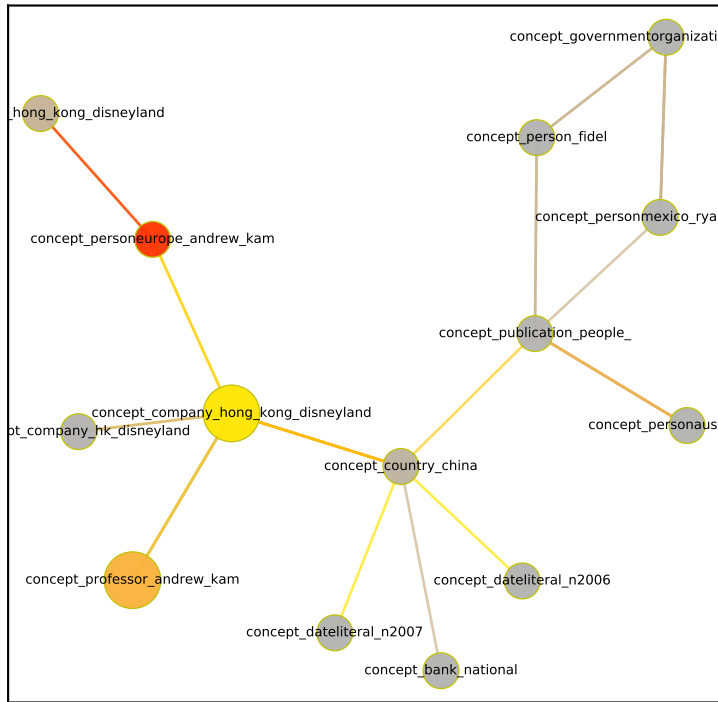 concept_governmentorganizati
_hong_kong_disneyland
concept_person_fidel
concept_personmexico_rya
concept_personeurope_andrew_kam
concept_publication_people_
concept_company_hong_kong_disneyland
concept_personaus
pt_company_hk_disneyland
concept_country_china
concept_professor_andrew_kam
concept_dateliteral_n2006
concept_dateliteral_n2007
concept_bank_national